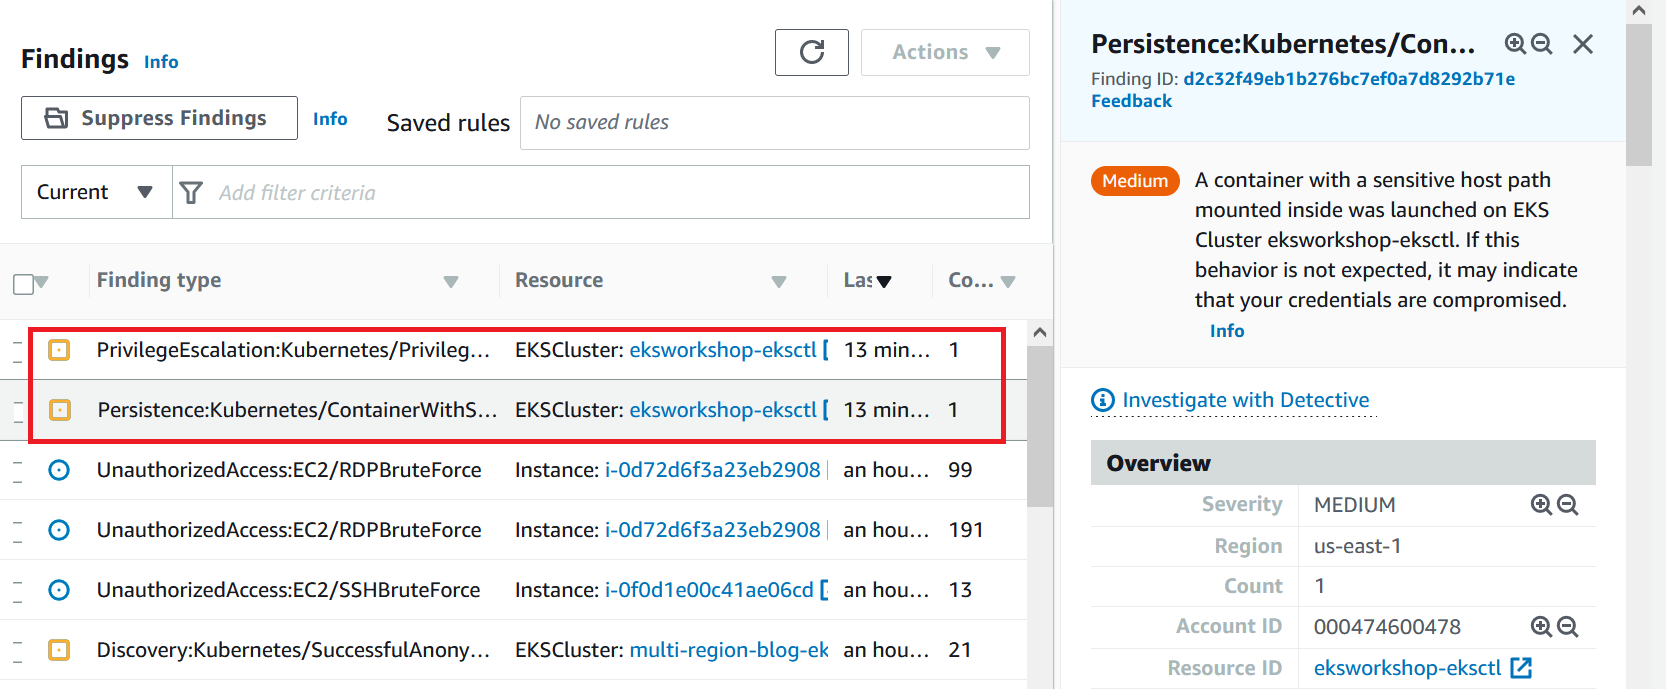 Findings Info
Actions
Suppress Findings Info Saved rules No saved rules
Current Add filter criteria
Finding type Resource Las Co...
PrivilegeEscalation:Kubernetes/Privileg... EKSCluster: eksworkshop-eksctl 13 min... 1
Persistence:Kubernetes/ContainerWithS... EKSCluster: eksworkshop-eksctl 13 min... 1
UnauthorizedAccess:EC2/RDPBruteForce Instance: i-0d72d6f3a23eb2908 an hou... 99
UnauthorizedAccess:EC2/RDPBruteForce Instance: i-0d72d6f3a23eb2908 an hou... 191
UnauthorizedAccess:EC2/SSHBruteForce Instance: i-0f0d1e00c41ae06cd an hou... 13
Discovery:Kubernetes/SuccessfulAnony... EKSCluster: multi-region-blog-ek an hou... 21
Persistence:Kubernetes/Con...
Finding ID: d2c32f49eb1b276bc7ef0a7d8292b71e
Feedback
Medium A container with a sensitive host path
mounted inside was launched on EKS
Cluster eksworkshop-eksctl. If this
behavior is not expected, it may indicate
that your credentials are compromised.
Info
Investigate with Detective
Overview
Severity MEDIUM
Region us-east-1
Count 1
Account ID 000474600478
Resource ID eksworkshop-eksctl